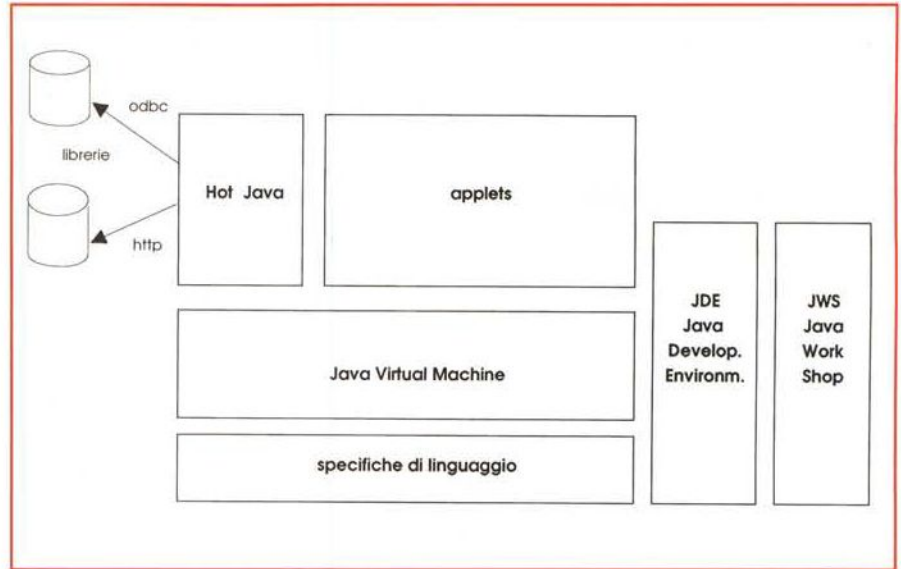 odbc
librerie
http
Hot Java
applets
Java Virtual Machine
specifiche di linguaggio
JDE
Java
Develop.
Environm.
JWS
Java
Work
Shop